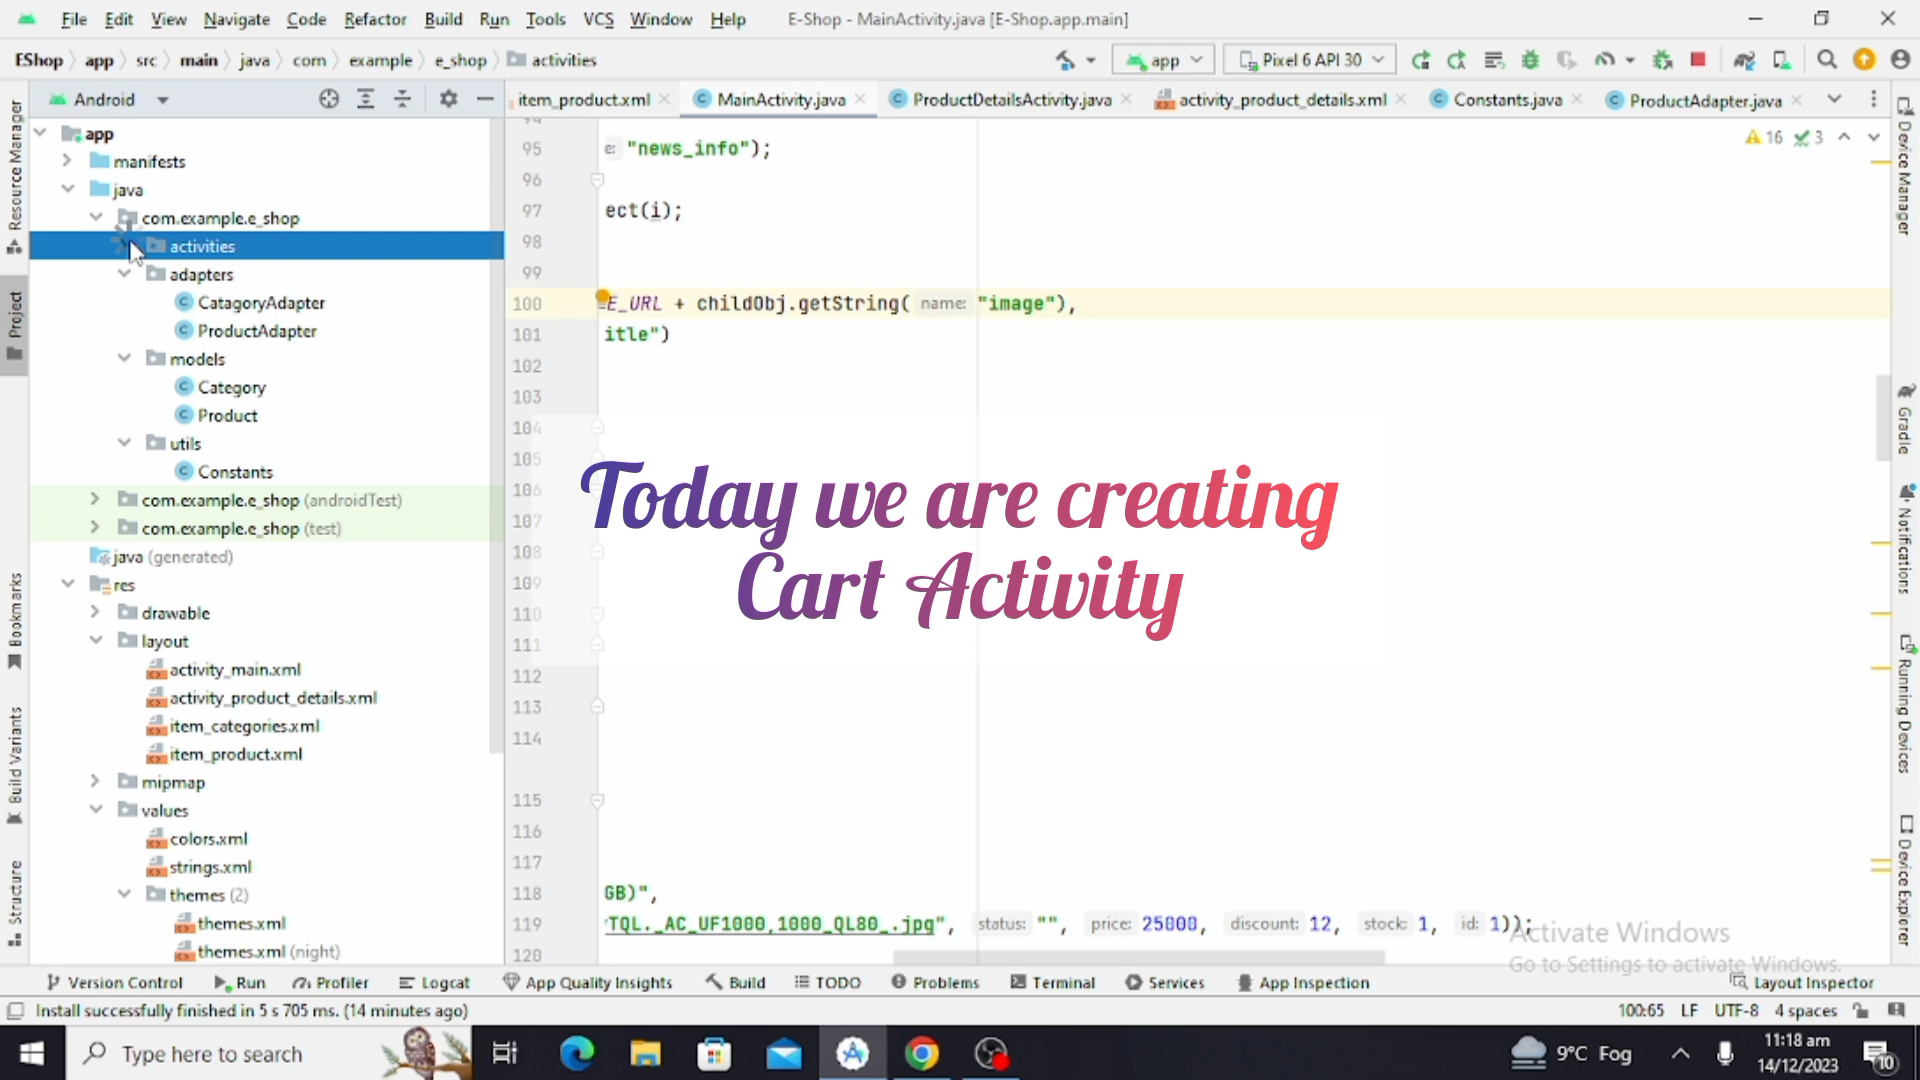 File Edit View Navigate Code Refactor Build Run Tools VCS Window Help E-Shop - MainActivity.java [E-Shop.app.main]
EShop app src main java com example e_shop activities app Pixel 6 API 30
Android item_product.xml MainActivity.java ProductDetailsActivity.java activity_product_details.xml Constants.java ProductAdapter.java
app
manifests
java
com.example.e_shop
activities
adapters
CatagoryAdapter
ProductAdapter
models
Category
Product
utils
Constants
com.example.e_shop (androidTest)
com.example.e_shop (test)
java (generated)
res
drawable
layout
activity_main.xml
activity_product_details.xml
item_categories.xml
item_product.xml
mipmap
values
colors.xml
strings.xml
themes (2)
themes.xml
themes.xml (night)
16 3
94
95 e: "news_info");
96
97 ect(i);
98
99
100 E_URL + childObj.getString( name: "image"),
101 itle")
102
103
104
105
106
107
108
109
110
111
112
113
114
115
116
117
118 GB)",
119 TQL._AC_UF1000,1000_QL80_.jpg", status: "", price: 25000, discount: 12, stock: 1, id: 1));
120
Today we are creating
Cart Activity
Resource Manager
Project
Bookmarks
Build Variants
Structure
Device Manager
Gradle
Notifications
Running Devices
Device Explorer
Activate Windows
Go to Settings to activate Windows.
Version Control Run Profiler Logcat App Quality Insights Build TODO Problems Terminal Services App Inspection Layout Inspector
Install successfully finished in 5 s 705 ms. (14 minutes ago) 100:65 LF UTF-8 4 spaces
Type here to search 9°C Fog 11:18 am
14/12/2023 10